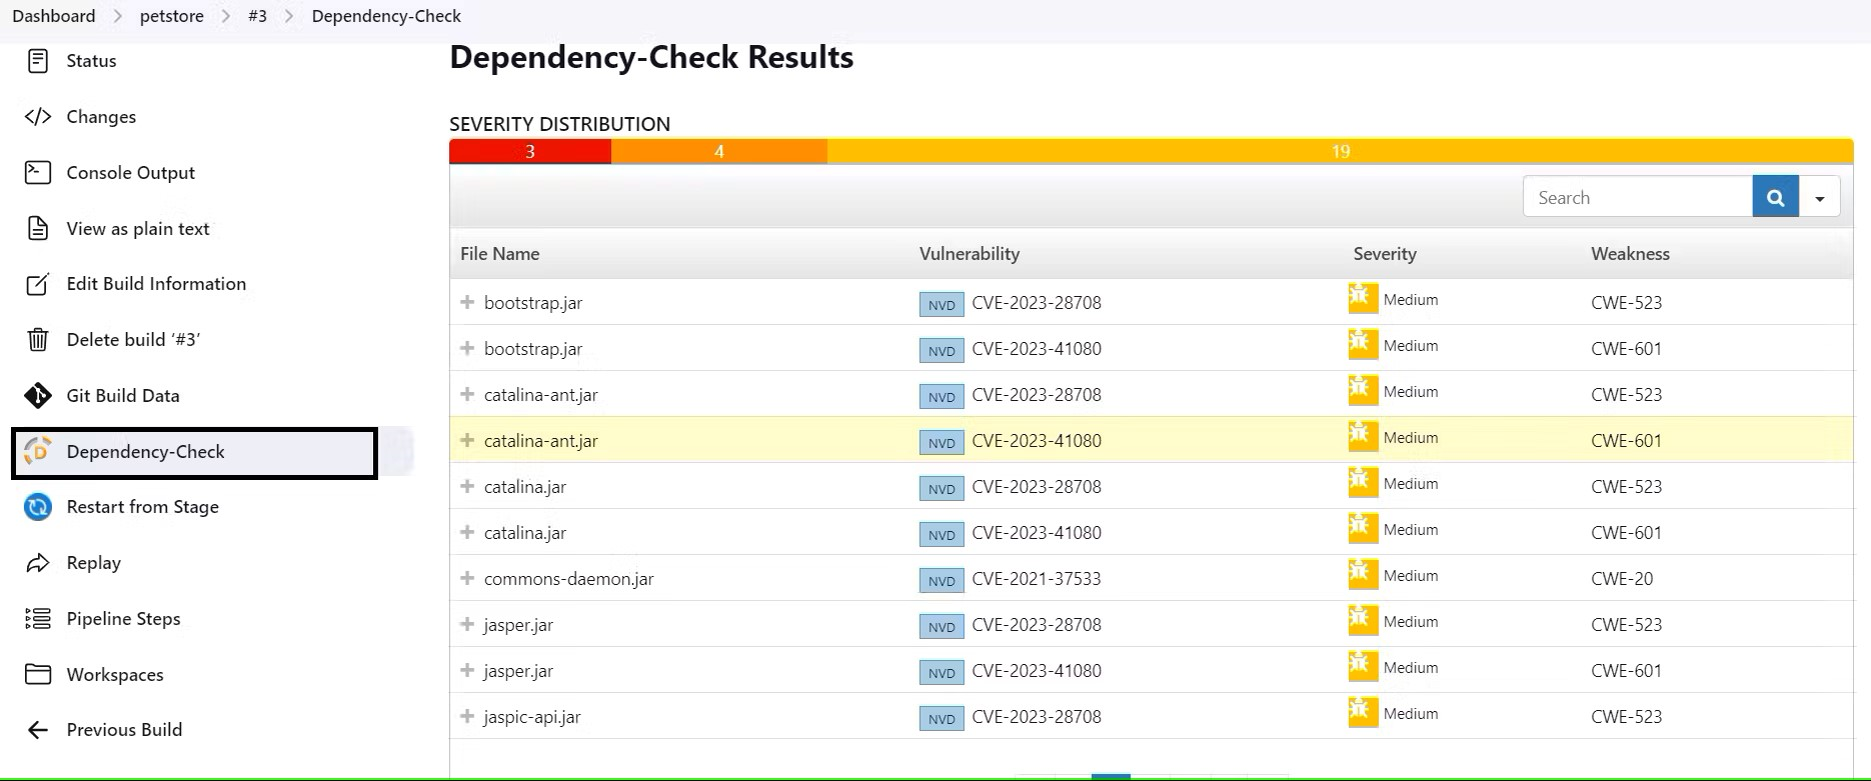 Dashboard > petstore > #3 > Dependency-Check
Status
Changes
Console Output
View as plain text
Edit Build Information
Delete build ‘#3’
Git Build Data
Dependency-Check
Restart from Stage
Replay
Pipeline Steps
Workspaces
Previous Build
Dependency-Check Results
SEVERITY DISTRIBUTION
3 4 19
Search
File Name Vulnerability Severity Weakness
bootstrap.jar NVD CVE-2023-28708 Medium CWE-523
bootstrap.jar NVD CVE-2023-41080 Medium CWE-601
catalina-ant.jar NVD CVE-2023-28708 Medium CWE-523
catalina-ant.jar NVD CVE-2023-41080 Medium CWE-601
catalina.jar NVD CVE-2023-28708 Medium CWE-523
catalina.jar NVD CVE-2023-41080 Medium CWE-601
commons-daemon.jar NVD CVE-2021-37533 Medium CWE-20
jasper.jar NVD CVE-2023-28708 Medium CWE-523
jasper.jar NVD CVE-2023-41080 Medium CWE-601
jaspic-api.jar NVD CVE-2023-28708 Medium CWE-523